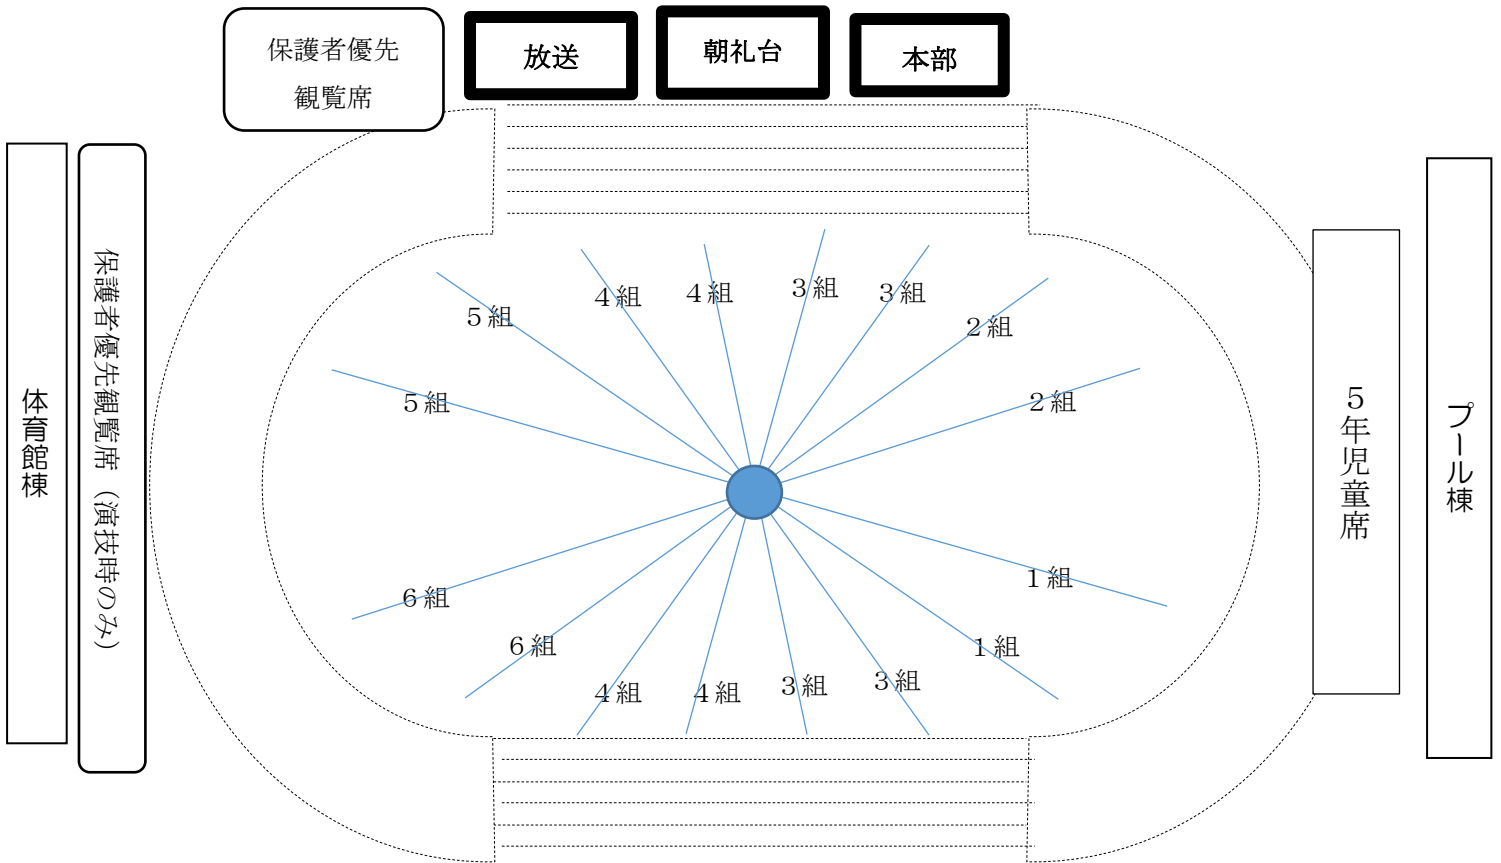 保護者優先
観覧席
放送
朝礼台
本部
体育館棟
保護者優先観覧席（演技時のみ）
５組
４組
４組
３組
３組
２組
５組
２組
６組
１組
６組
１組
４組
４組
３組
３組
５年児童席
プール棟